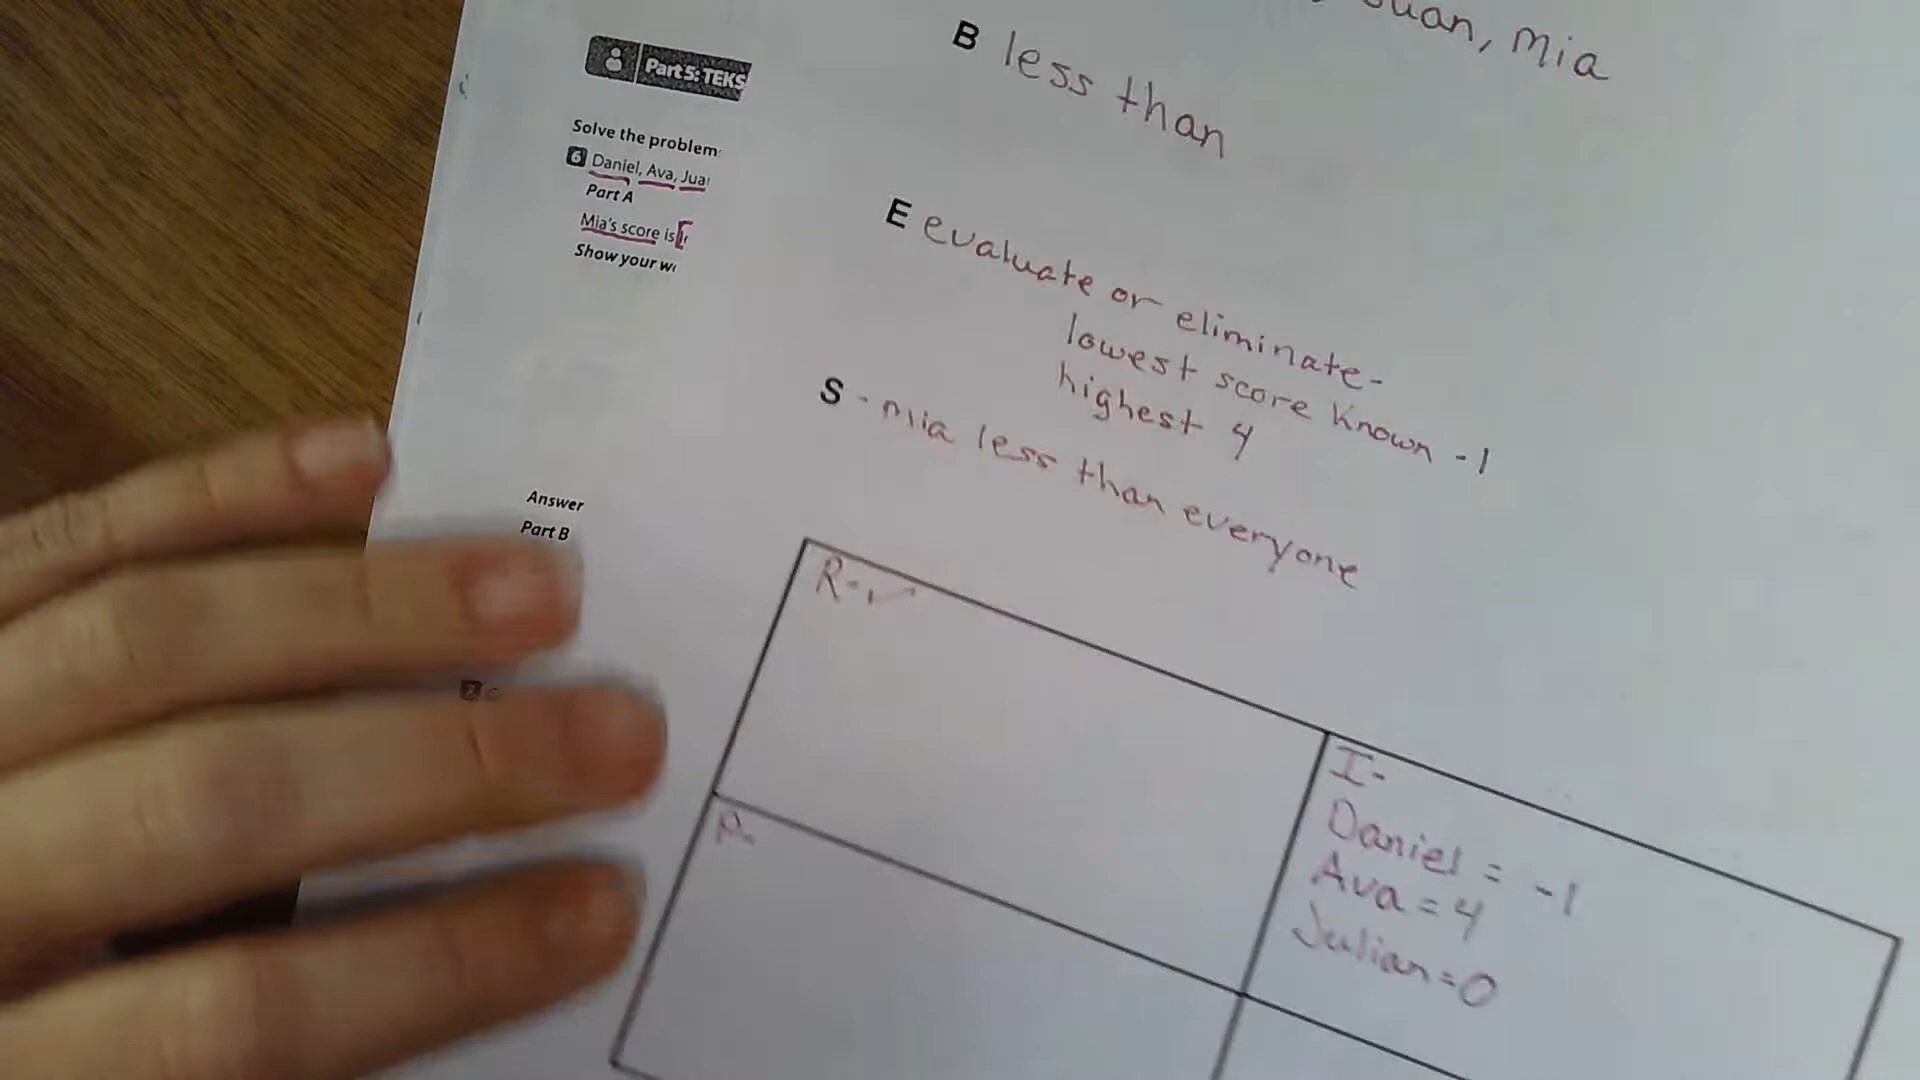 Juan, Mia
B less than
Part 5: TEKS
Solve the problem
6 Daniel, Ava, Jua
Part A
Mia's score is
Show your w
E evaluate or eliminate-
lowest score known -1
highest 4
S - mia less than everyone
Answer
Part B
R-✓
I-
Daniel = -1
Ava = 4
Julian = 0